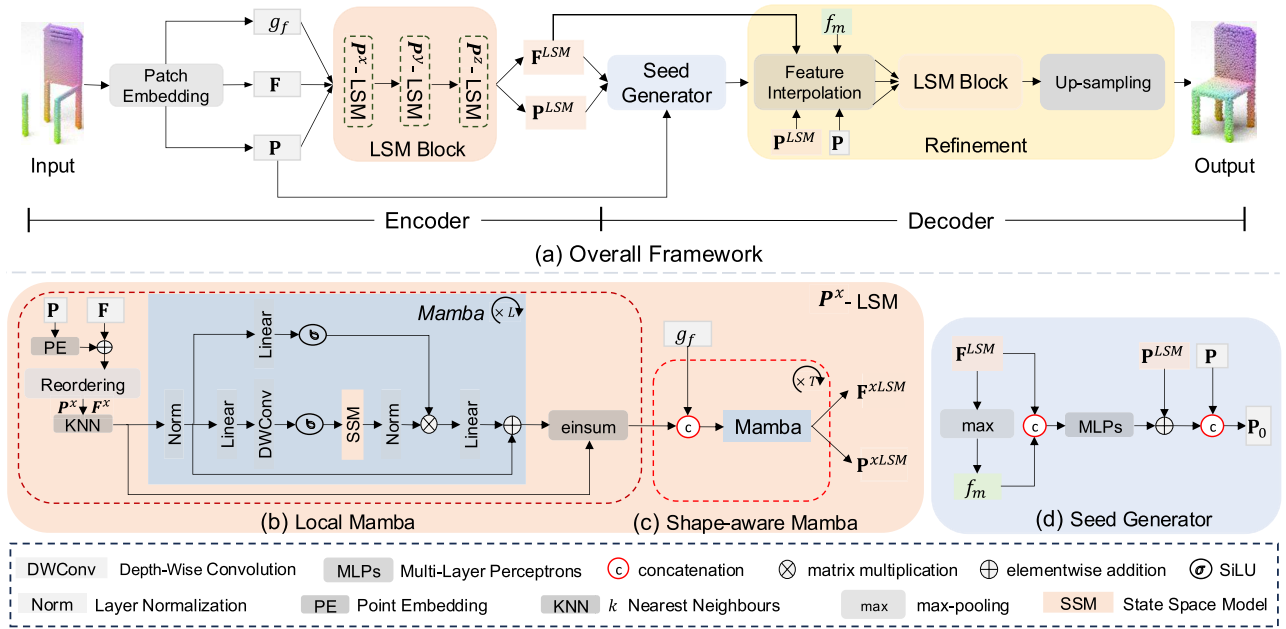 Input
Patch
Embedding
g_f
F
P
P^x - LSM
P^y - LSM
P^z - LSM
LSM Block
F^{LSM}
P^{LSM}
Seed
Generator
f_m
Feature
Interpolation
P^{LSM}
P
LSM Block
Up-sampling
Refinement
Output
Encoder
Decoder
(a) Overall Framework
P
F
PE
Reordering
P^x F^x
KNN
Mamba
× L
Linear
σ
Norm
Linear
DWConv
σ
SSM
Norm
Linear
einsum
(b) Local Mamba
P^x - LSM
g_f
× T
c
Mamba
F^{xLSM}
P^{xLSM}
(c) Shape-aware Mamba
F^{LSM}
max
f_m
c
MLPs
P^{LSM}
P
c
P_0
(d) Seed Generator
DWConv Depth-Wise Convolution MLPs Multi-Layer Perceptrons c concatenation ⊗ matrix multiplication ⊕ elementwise addition σ SiLU
Norm Layer Normalization PE Point Embedding KNN k Nearest Neighbours max max-pooling SSM State Space Model